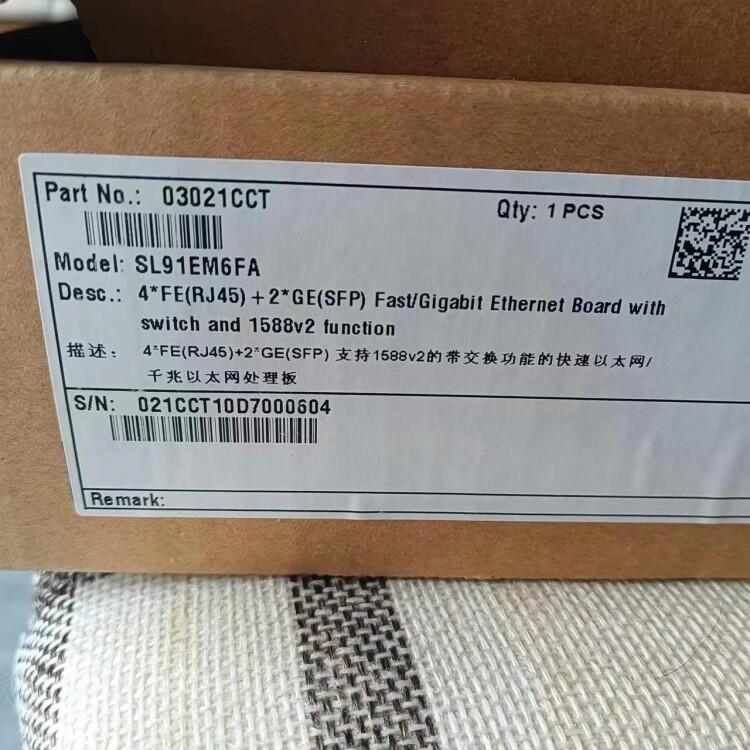 Part No.: 03021CCT
Qty: 1 PCS
Model: SL91EM6FA
Desc.: 4*FE(RJ45)+2*GE(SFP) Fast/Gigabit Ethernet Board with
switch and 1588v2 function
描述: 4*FE(RJ45)+2*GE(SFP) 支持1588v2的带交换功能的快速以太网/
千兆以太网处理板
S/N: 021CCT10D7000604
Remark: